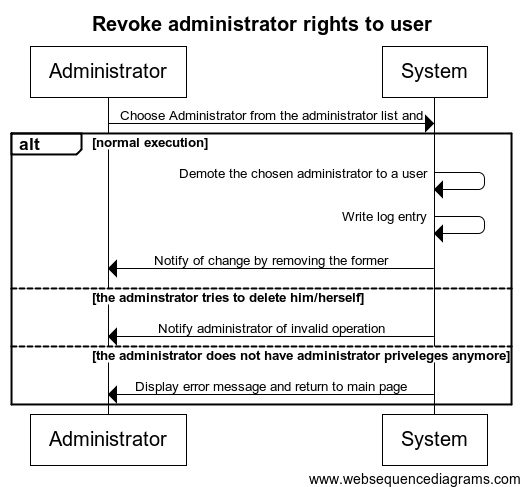 Revoke administrator rights to user
Administrator System
Choose Administrator from the administrator list and
alt [normal execution]
Demote the chosen administrator to a user
Write log entry
Notify of change by removing the former
[the adminstrator tries to delete him/herself]
Notify administrator of invalid operation
[the administrator does not have administrator priveleges anymore]
Display error message and return to main page
Administrator System
www.websequencediagrams.com